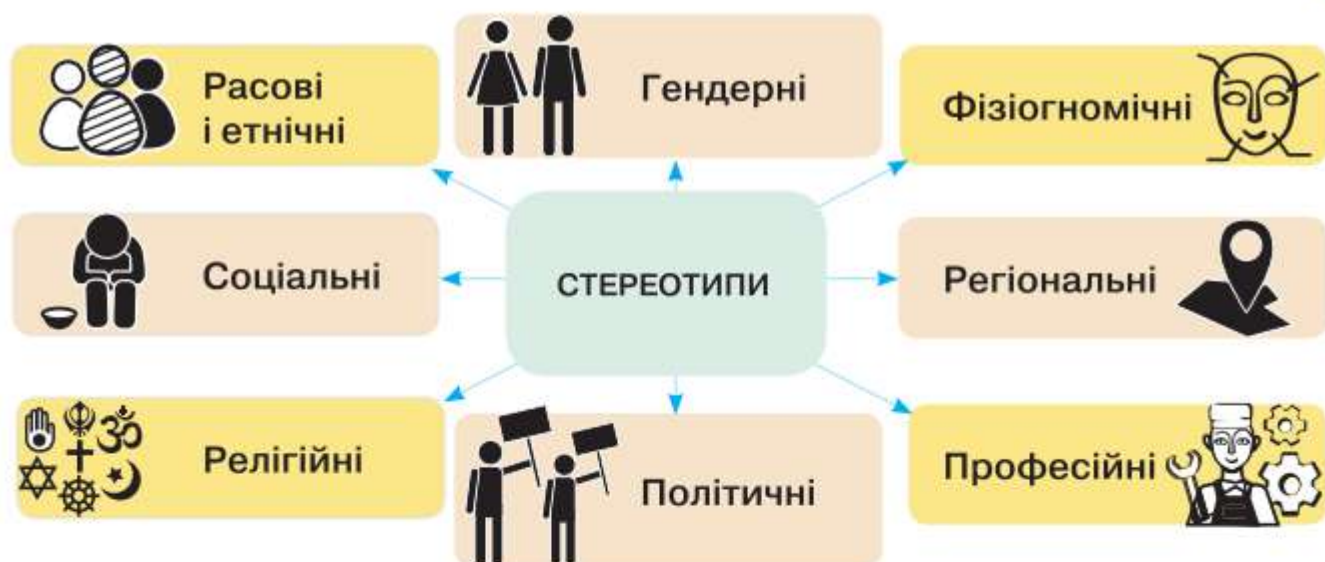 Расові
і етнічні
Гендерні
Фізіогномічні
Соціальні
СТЕРЕОТИПИ
Регіональні
Релігійні
Політичні
Професійні